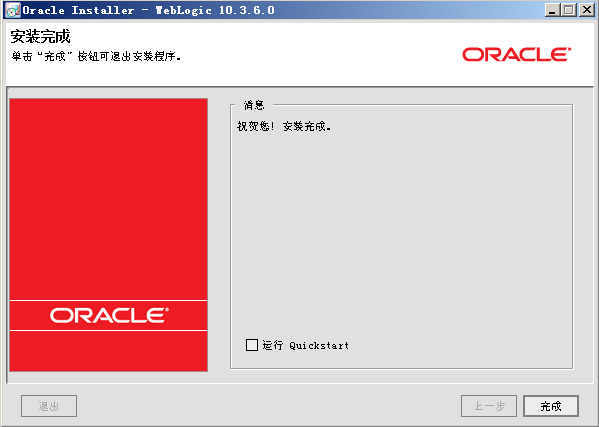 Oracle Installer - WebLogic 10.3.6.0
安装完成
单击“完成”按钮可退出安装程序。
ORACLE®
消息
祝贺您! 安装完成。
ORACLE®
运行 Quickstart
退出
上一步
完成